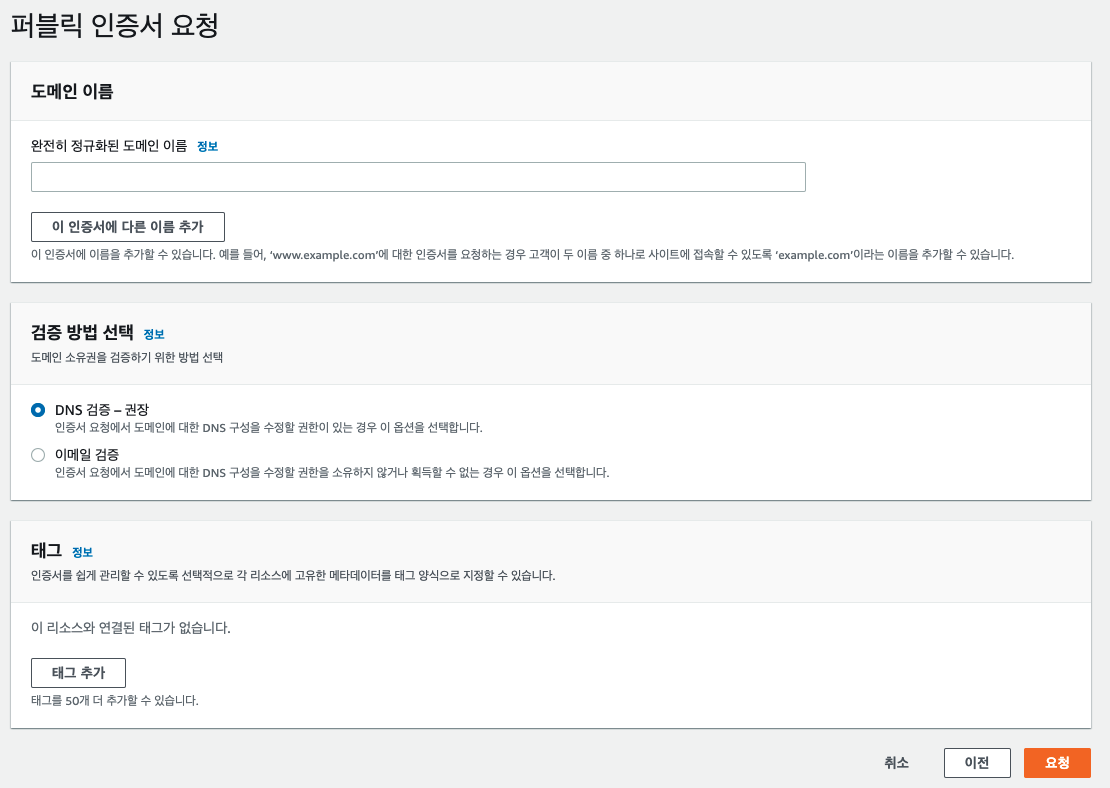 퍼블릭 인증서 요청
도메인 이름
완전히 정규화된 도메인 이름 정보
이 인증서에 다른 이름 추가
이 인증서에 이름을 추가할 수 있습니다. 예를 들어, ‘www.example.com’에 대한 인증서를 요청하는 경우 고객이 두 이름 중 하나로 사이트에 접속할 수 있도록 ‘example.com’이라는 이름을 추가할 수 있습니다.
검증 방법 선택 정보
도메인 소유권을 검증하기 위한 방법 선택
DNS 검증 – 권장
인증서 요청에서 도메인에 대한 DNS 구성을 수정할 권한이 있는 경우 이 옵션을 선택합니다.
이메일 검증
인증서 요청에서 도메인에 대한 DNS 구성을 수정할 권한을 소유하지 않거나 획득할 수 없는 경우 이 옵션을 선택합니다.
태그 정보
인증서를 쉽게 관리할 수 있도록 선택적으로 각 리소스에 고유한 메타데이터를 태그 양식으로 지정할 수 있습니다.
이 리소스와 연결된 태그가 없습니다.
태그 추가
태그를 50개 더 추가할 수 있습니다.
취소 이전 요청